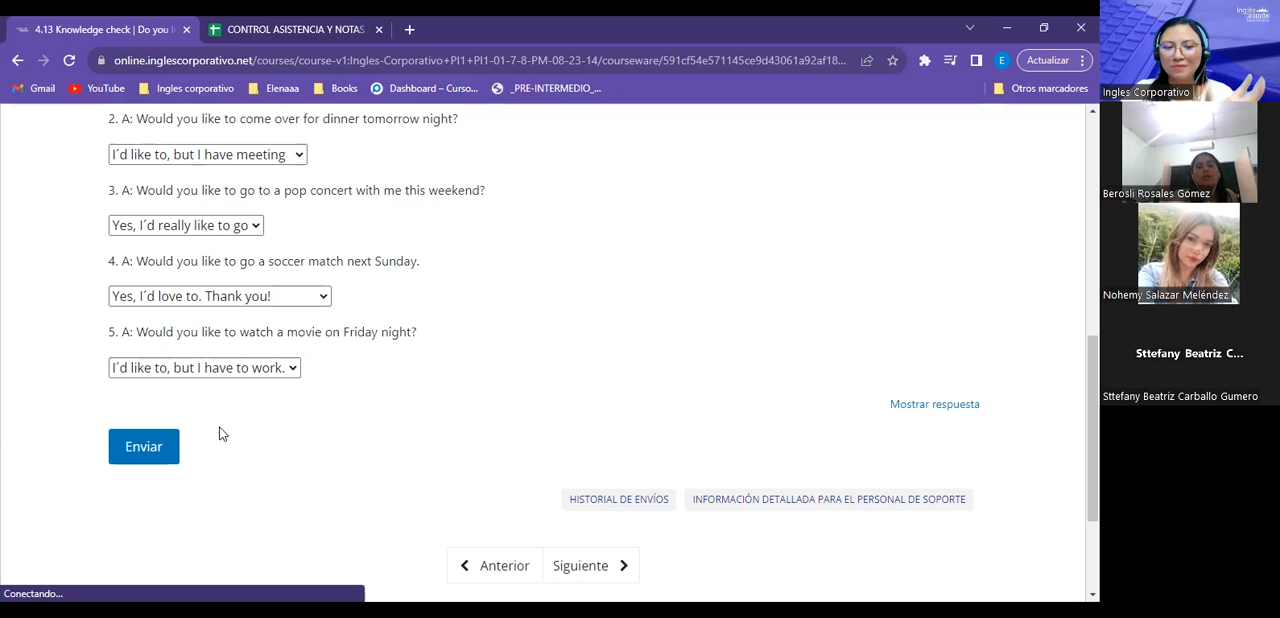 4.13 Knowledge check | Do you l
CONTROL ASISTENCIA Y NOTAS
online.inglescorporativo.net/courses/course-v1:Ingles-Corporativo+PI1+PI1-01-7-8-PM-08-23-14/courseware/591cf54e571145ce9d43061a92af18...
E
Actualizar
Gmail
YouTube
Ingles corporativo
Elenaaa
Books
Dashboard – Curso...
_PRE-INTERMEDIO_...
Otros marcadores
2. A: Would you like to come over for dinner tomorrow night?
I´d like to, but I have meeting
3. A: Would you like to go to a pop concert with me this weekend?
Yes, I´d really like to go
4. A: Would you like to go a soccer match next Sunday.
Yes, I´d love to. Thank you!
5. A: Would you like to watch a movie on Friday night?
I´d like to, but I have to work.
Mostrar respuesta
Enviar
HISTORIAL DE ENVÍOS
INFORMACIÓN DETALLADA PARA EL PERSONAL DE SOPORTE
Anterior
Siguiente
Conectando...
Ingles Corporativo
Berosli Rosales Gomez
Nohemy Salazar Meléndez
Sttefany Beatriz C...
Sttefany Beatriz Carballo Gumero